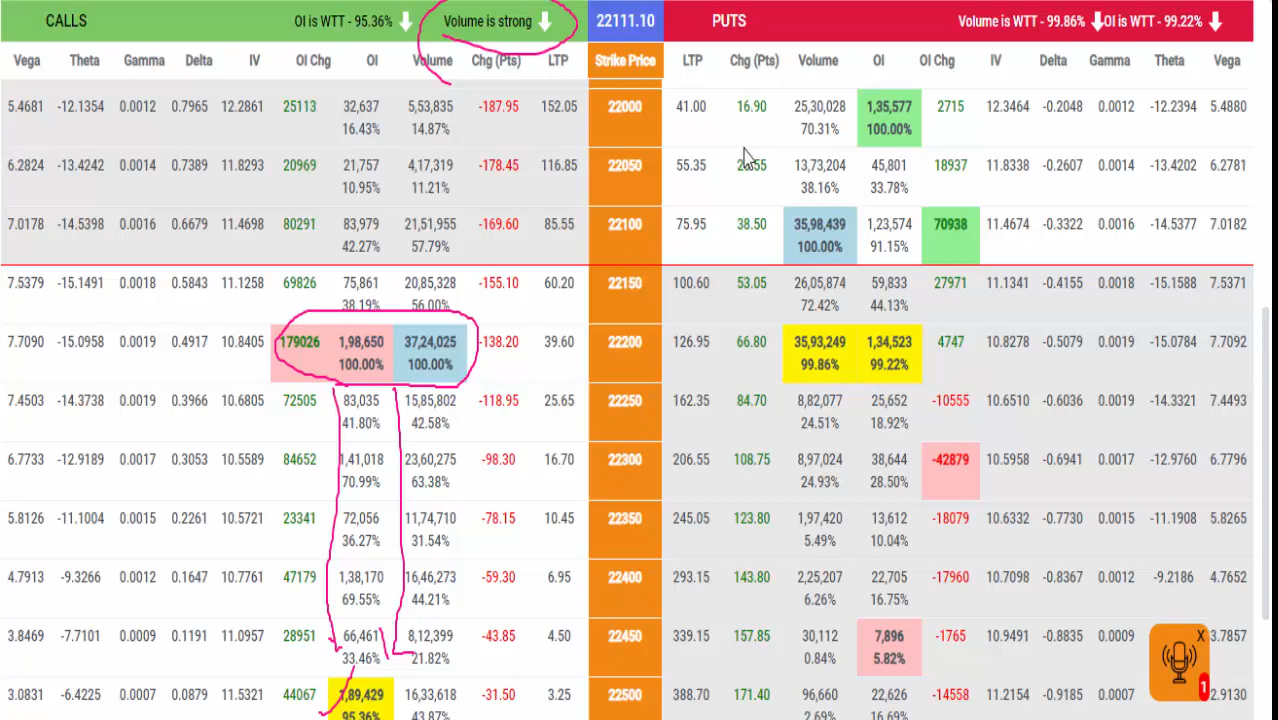 CALLS OI is WTT - 95.36% Volume is strong 22111.10 PUTS Volume is WTT - 99.86% OI is WTT - 99.22%
Vega Theta Gamma Delta IV OI Chg OI Volume Chg (Pts) LTP Strike Price LTP Chg (Pts) Volume OI OI Chg IV Delta Gamma Theta Vega
5.4681 -12.1354 0.0012 0.7965 12.2861 25113 32,637 5,53,835 -187.95 152.05 22000 41.00 16.90 25,30,028 1,35,577 2715 12.3464 -0.2048 0.0012 -12.2394 5.4880
16.43% 14.87% 70.31% 100.00%
6.2824 -13.4242 0.0014 0.7389 11.8293 20969 21,757 4,17,319 -178.45 116.85 22050 55.35 13,73,204 45,801 18937 11.8338 -0.2607 0.0014 -13.4202 6.2781
10.95% 11.21% 38.16% 33.78%
7.0178 -14.5398 0.0016 0.6679 11.4698 80291 83,979 21,51,955 -169.60 85.55 22100 75.95 38.50 35,98,439 1,23,574 70938 11.4674 -0.3322 0.0016 -14.5377 7.0182
42.27% 57.79% 100.00% 91.15%
7.5379 -15.1491 0.0018 0.5843 11.1258 69826 75,861 20,85,328 -155.10 60.20 22150 100.60 53.05 26,05,874 59,833 27971 11.1341 -0.4155 0.0018 -15.1588 7.5371
38.19% 56.00% 72.42% 44.13%
7.7090 -15.0958 0.0019 0.4917 10.8405 179026 1,98,650 37,24,025 -138.20 39.60 22200 126.95 66.80 35,93,249 1,34,523 4747 10.8278 -0.5079 0.0019 -15.0784 7.7092
100.00% 100.00% 99.86% 99.22%
7.4503 -14.3738 0.0019 0.3966 10.6805 72505 83,035 15,85,802 -118.95 25.65 22250 162.35 84.70 8,82,077 25,652 -10555 10.6510 -0.6036 0.0019 -14.3321 7.4493
41.80% 42.58% 24.51% 18.92%
6.7733 -12.9189 0.0017 0.3053 10.5589 84652 1,41,018 23,60,275 -98.30 16.70 22300 206.55 108.75 8,97,024 38,644 -42879 10.5958 -0.6941 0.0017 -12.9760 6.7796
70.99% 63.38% 24.93% 28.50%
5.8126 -11.1004 0.0015 0.2261 10.5721 23341 72,056 11,74,710 -78.15 10.45 22350 245.05 123.80 1,97,420 13,612 -18079 10.6332 -0.7730 0.0015 -11.1908 5.8265
36.27% 31.54% 5.49% 10.04%
4.7913 -9.3266 0.0012 0.1647 10.7761 47179 1,38,170 16,46,273 -59.30 6.95 22400 293.15 143.80 2,25,207 22,705 -17960 10.7098 -0.8367 0.0012 -9.2186 4.7652
69.55% 44.21% 6.26% 16.75%
3.8469 -7.7101 0.0009 0.1191 11.0957 28951 66,461 8,12,399 -43.85 4.50 22450 339.15 157.85 30,112 7,896 -1765 10.9491 -0.8835 0.0009 X 3.7857
33.46% 21.82% 0.84% 5.82%
3.0831 -6.4225 0.0007 0.0879 11.5321 44067 1,89,429 16,33,618 -31.50 3.25 22500 388.70 171.40 96,660 22,626 -14558 11.2154 -0.9185 0.0007 1 2.9130
95.36% 43.87% 2.69% 16.69%